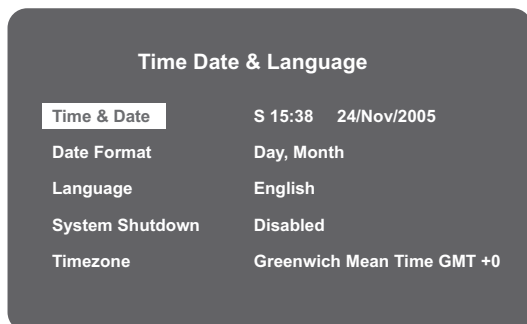 Time Date & Language
Time & Date S 15:38 24/Nov/2005
Date Format Day, Month
Language English
System Shutdown Disabled
Timezone Greenwich Mean Time GMT +0